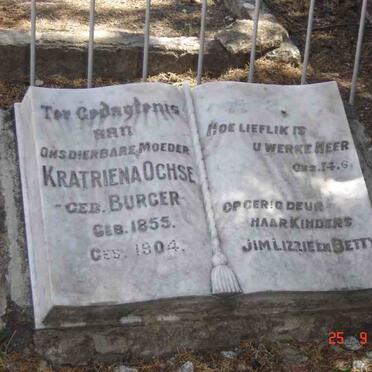 Ter Gedagtenis
aan
Ons dierbare Moeder
Kratriena Ochse
- geb. Burger -
Geb. 1855.
Ges. 1904.
Hoe lieflik is
u werke Heer
Opgerig deur
haar kinders
Jim Lizzie en Betty
25 9